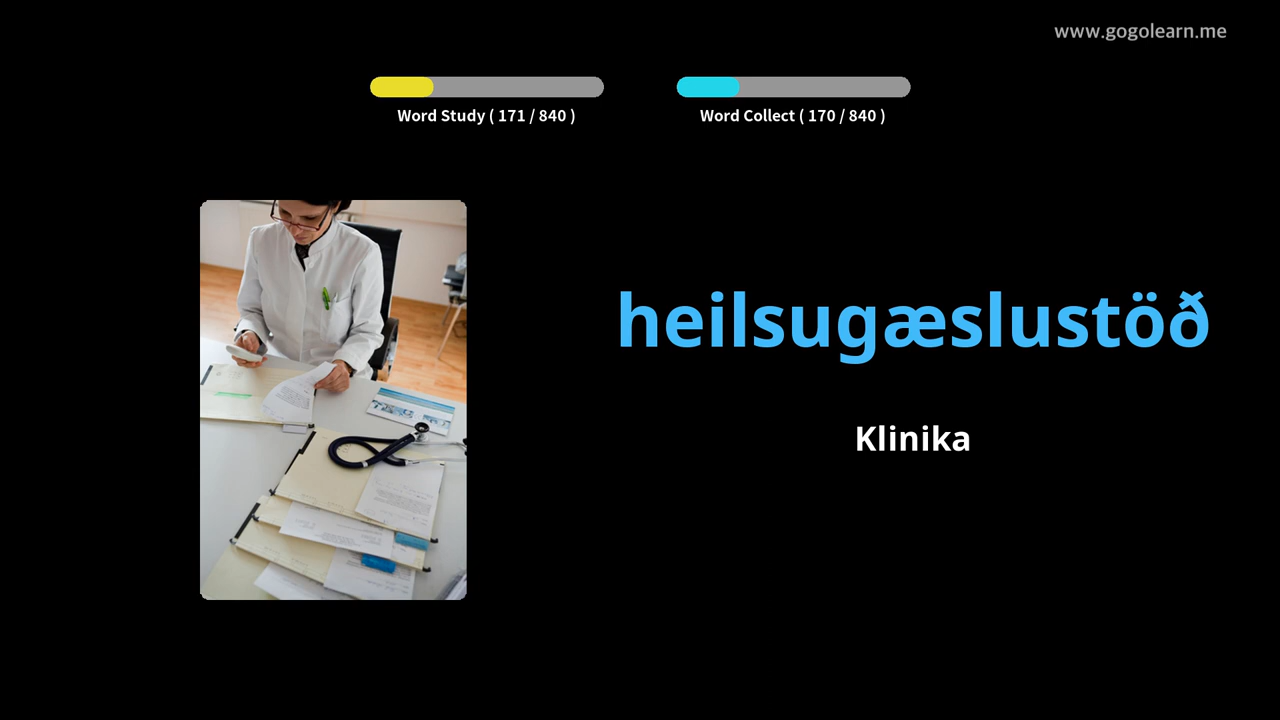 www.gogolearn.me
Word Study ( 171 / 840 )
Word Collect ( 170 / 840 )
heilsugæslustöð
Klinika